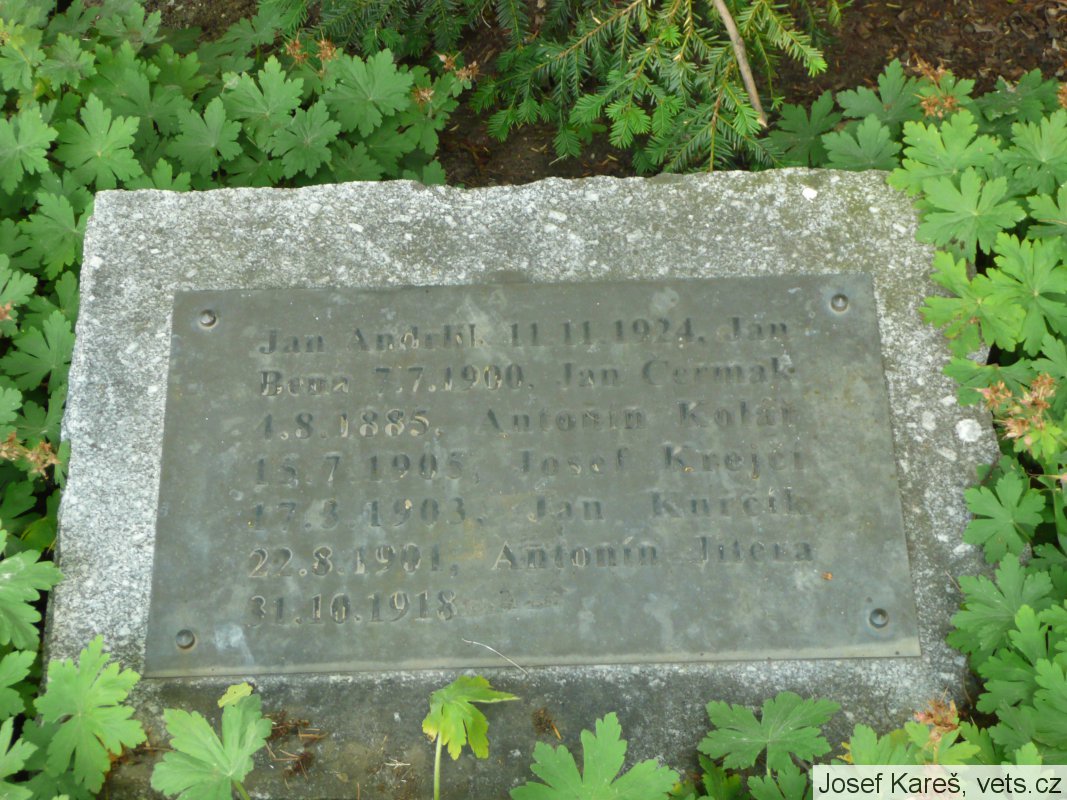 Jan Andrlík 11.11.1924, Jan
Bena 7.7.1900, Jan Čermák
4.8.1885, Antonín Kolář
15.7.1905, Josef Krejčí
17.3.1903, Jan Kurčík
22.8.1901, Antonín Jitera
31.10.1918
Josef Kareš, vets.cz